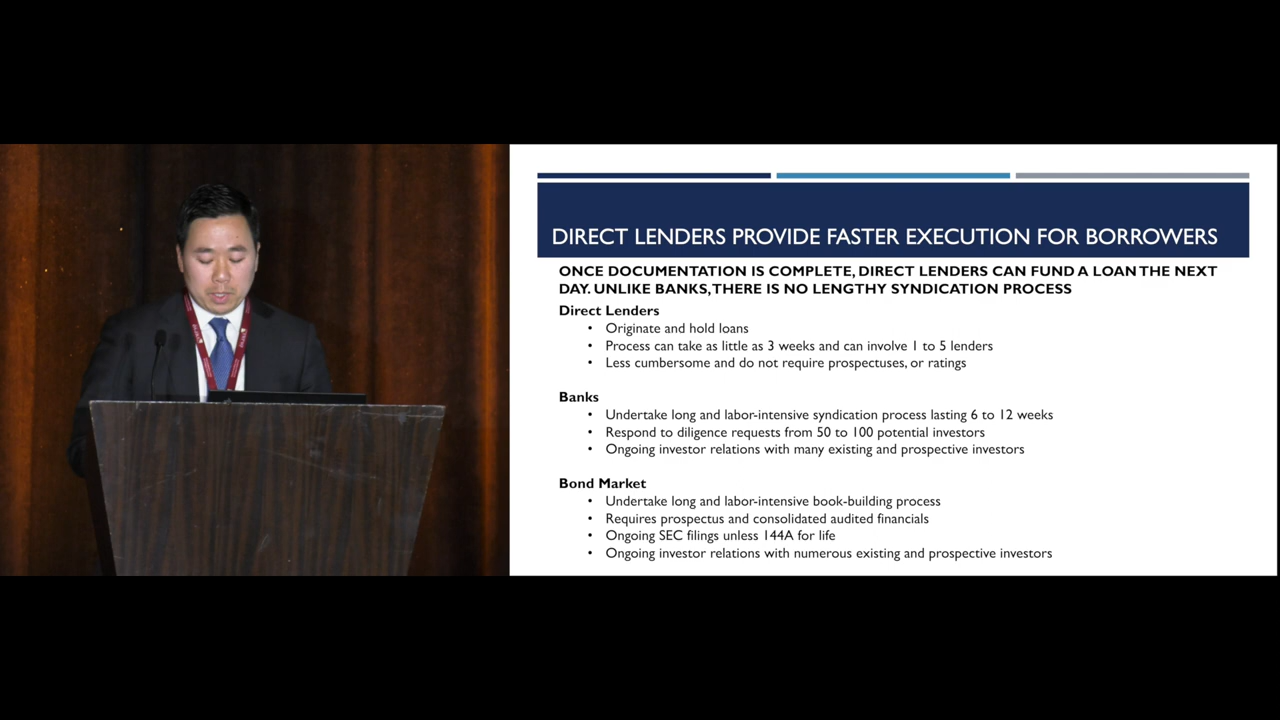 DIRECT LENDERS PROVIDE FASTER EXECUTION FOR BORROWERS
ONCE DOCUMENTATION IS COMPLETE, DIRECT LENDERS CAN FUND A LOAN THE NEXT
DAY. UNLIKE BANKS, THERE IS NO LENGTHY SYNDICATION PROCESS
Direct Lenders
• Originate and hold loans
• Process can take as little as 3 weeks and can involve 1 to 5 lenders
• Less cumbersome and do not require prospectuses, or ratings
Banks
• Undertake long and labor-intensive syndication process lasting 6 to 12 weeks
• Respond to diligence requests from 50 to 100 potential investors
• Ongoing investor relations with many existing and prospective investors
Bond Market
• Undertake long and labor-intensive book-building process
• Requires prospectus and consolidated audited financials
• Ongoing SEC filings unless 144A for life
• Ongoing investor relations with numerous existing and prospective investors